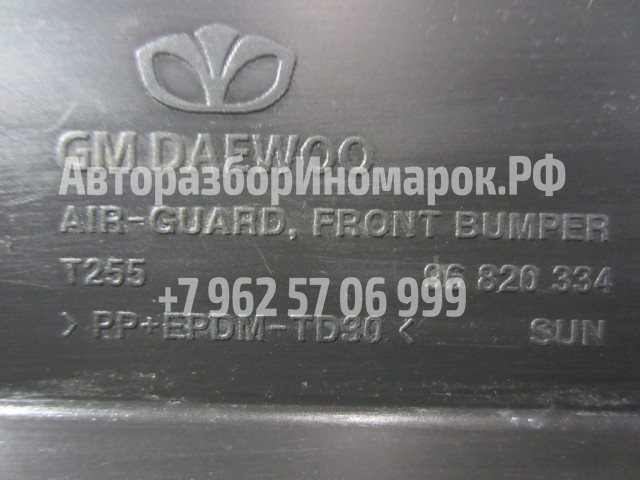 GM DAEWOO
АвторазборИномарок.РФ
AIR-GUARD, FRONT BUMPER
T255 96 820 334
+7 962 57 06 999
> PP+EPDM-TD30 < SUN